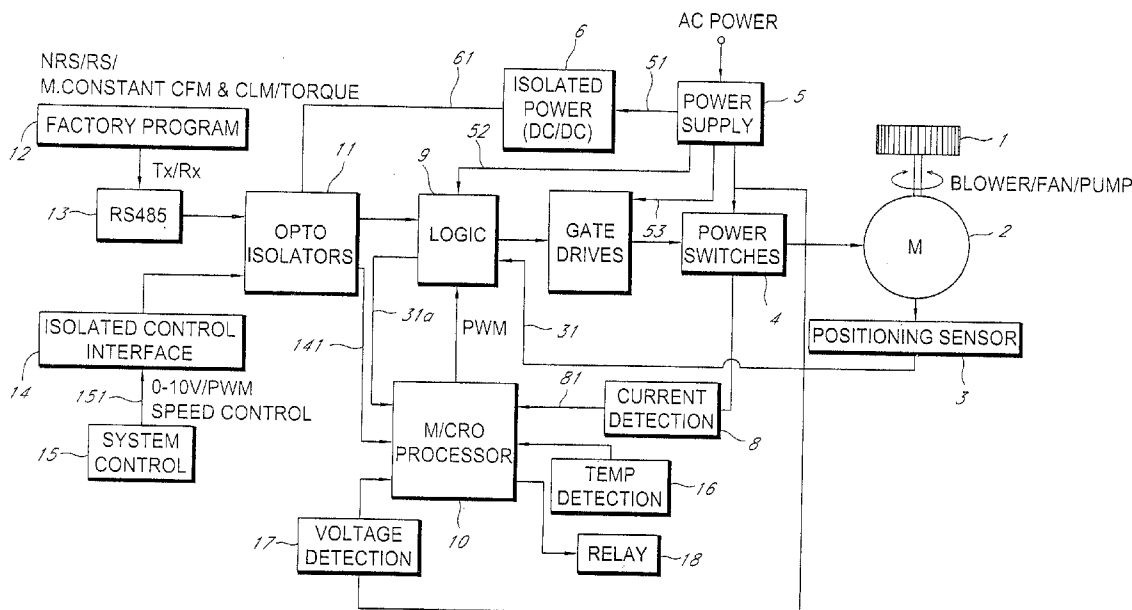 AC POWER
6
NRS/RS/
M.CONSTANT CFM & CLM/TORQUE
61
ISOLATED
POWER
(DC/DC)
51
POWER
SUPPLY
5
FACTORY PROGRAM
12
52
1
Tx/Rx
11
9
BLOWER/FAN/PUMP
13
RS485
OPTO
ISOLATORS
LOGIC
GATE
DRIVES
53
POWER
SWITCHES
M
2
4
31a
PWM
31
ISOLATED CONTROL
INTERFACE
141
POSITIONING SENSOR
14
3
151
0-10V/PWM
SPEED CONTROL
81
CURRENT
DETECTION
8
M/CRO
PROCESSOR
15
SYSTEM
CONTROL
TEMP
DETECTION
16
17
VOLTAGE
DETECTION
10
RELAY
18